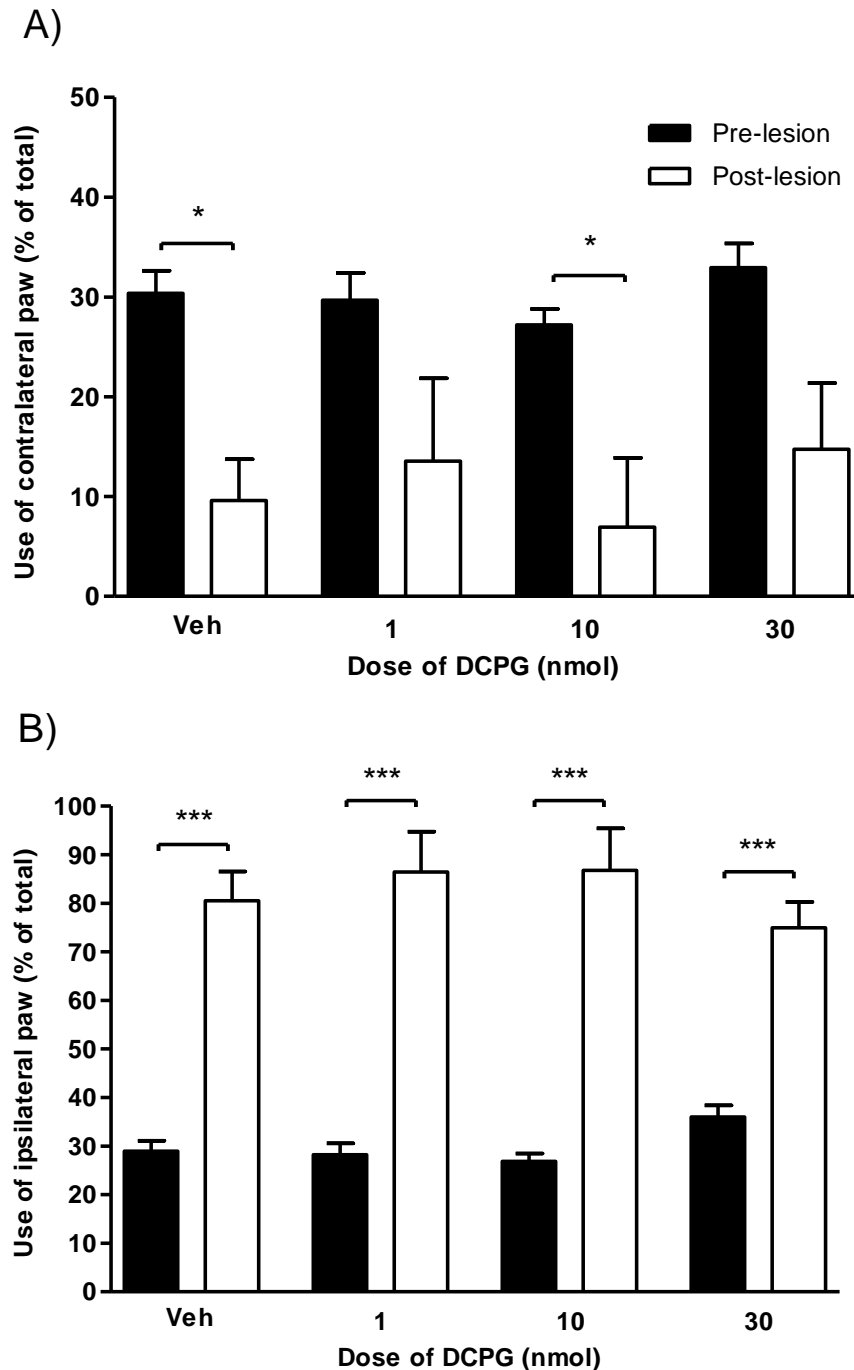 A)
Use of contralateral paw (% of total)
50
40
30
20
10
0
Pre-lesion
Post-lesion
*
*
Veh
1
10
30
Dose of DCPG (nmol)
B)
Use of ipsilateral paw (% of total)
100
90
80
70
60
50
40
30
20
10
0
***
***
***
***
Veh
1
10
30
Dose of DCPG (nmol)